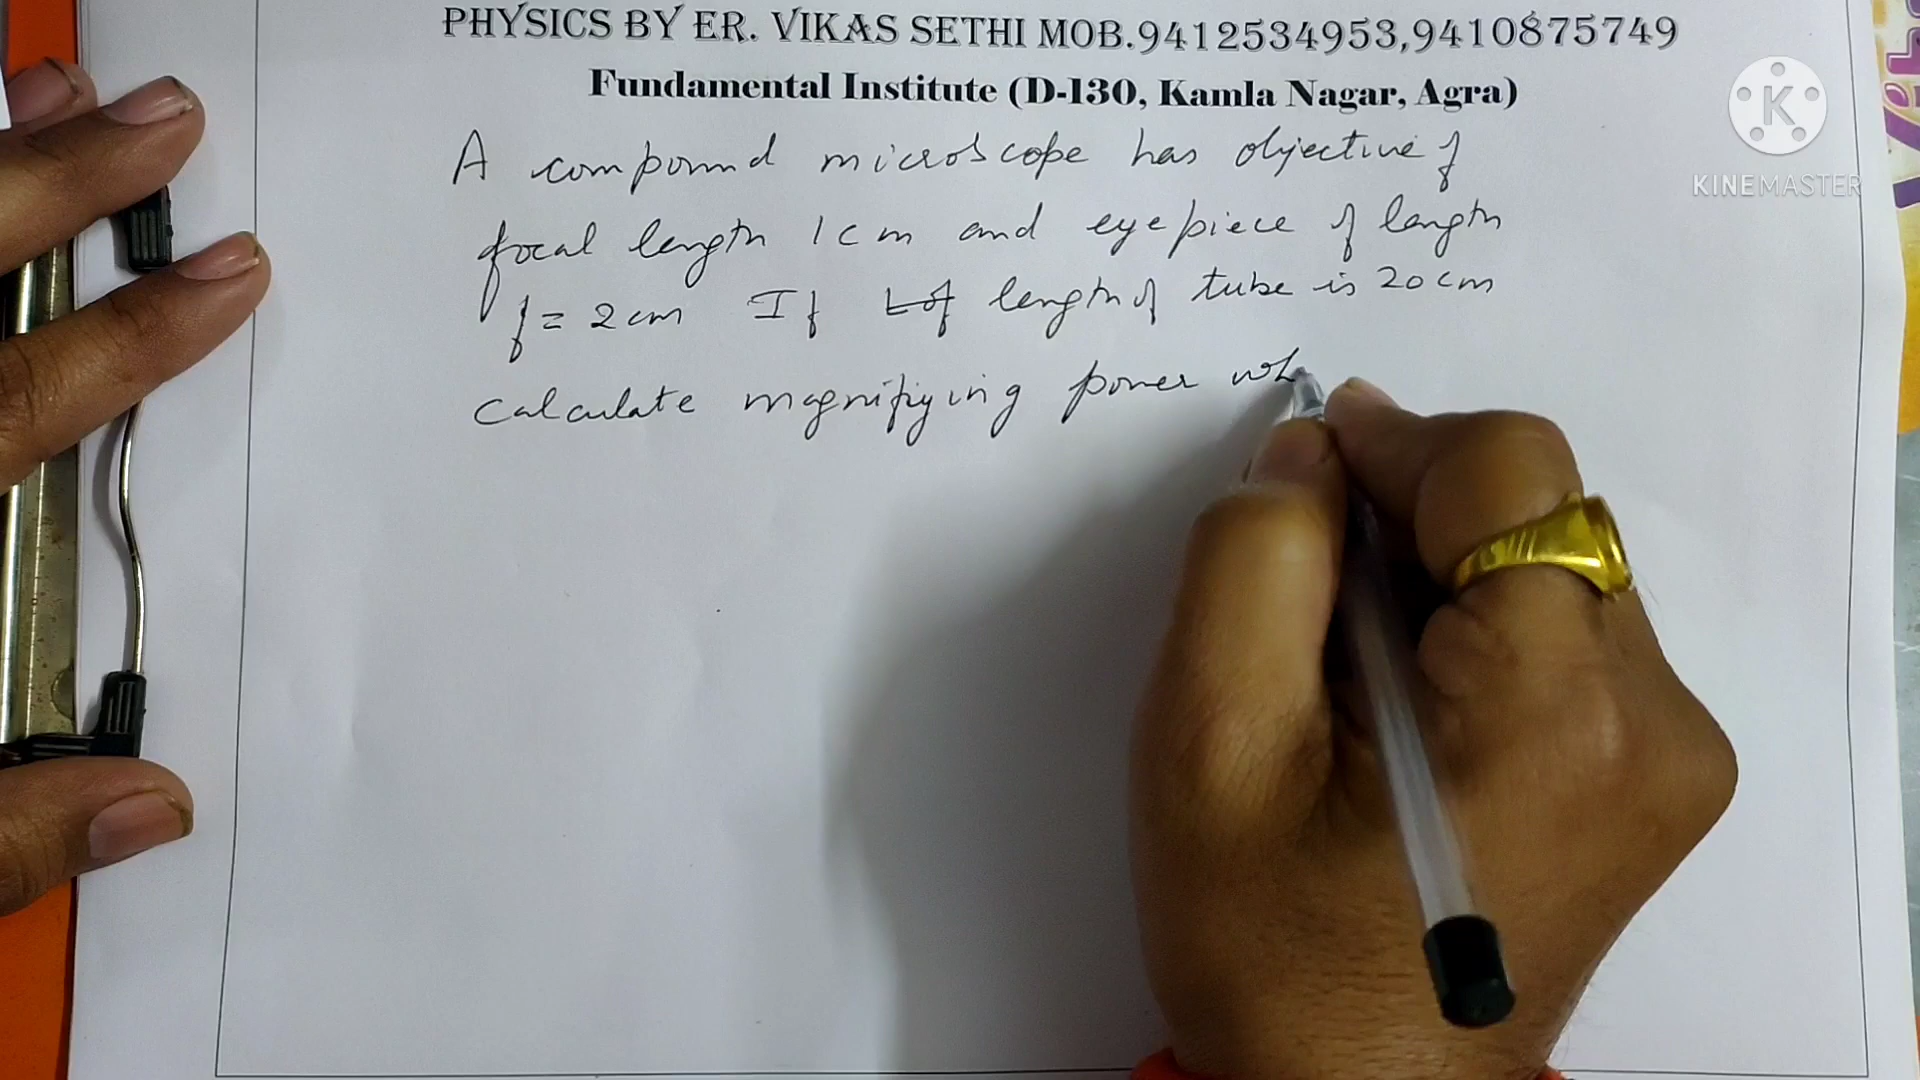 PHYSICS BY ER. VIKAS SETHI MOB.9412534953,9410875749
Fundamental Institute (D-130, Kamla Nagar, Agra)
K
KINEMASTER
A compound microscope has objective of
focal length 1cm and eyepiece of length
f = 2cm If length of tube is 20cm
calculate magnifying power wh